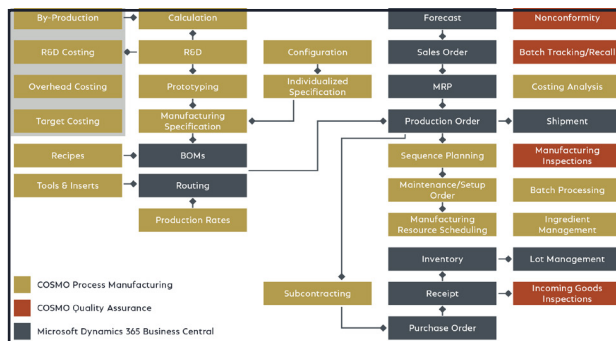 By-Production
Calculation
Forecast
Nonconformity
R&D Costing
R&D
Configuration
Sales Order
Batch Tracking/Recall
Overhead Costing
Prototyping
Individualized
Specification
MRP
Costing Analysis
Target Costing
Manufacturing
Specification
Production Order
Shipment
Recipes
BOMs
Sequence Planning
Manufacturing
Inspections
Tools & Inserts
Routing
Maintenance/Setup
Order
Batch Processing
Production Rates
Manufacturing
Resource Scheduling
Ingredient
Management
Inventory
Lot Management
COSMO Process Manufacturing
Subcontracting
Receipt
Incoming Goods
Inspections
COSMO Quality Assurance
Microsoft Dynamics 365 Business Central
Purchase Order